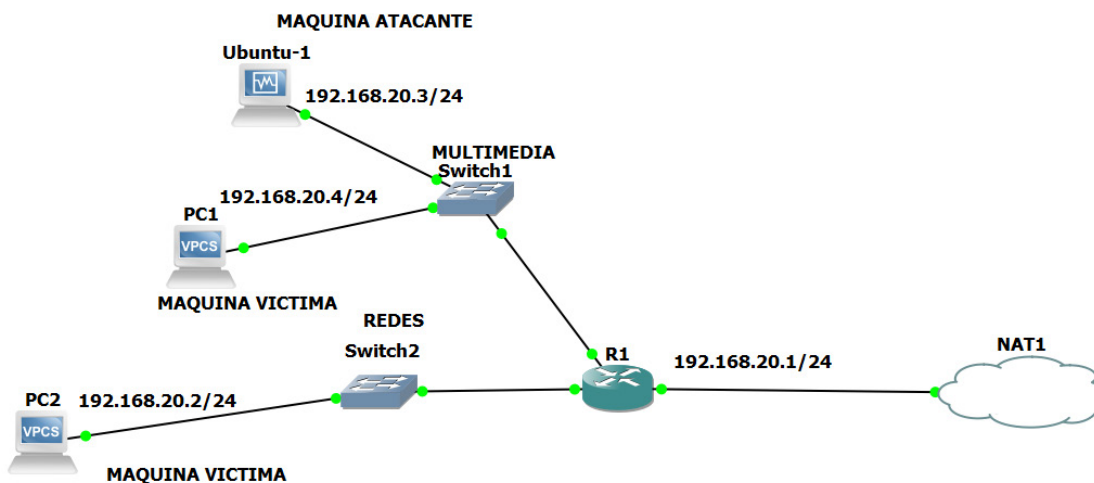 MAQUINA ATACANTE
Ubuntu-1
192.168.20.3/24
MULTIMEDIA
Switch1
192.168.20.4/24
PC1
VPCS
MAQUINA VICTIMA
REDES
Switch2
R1
192.168.20.1/24
NAT1
PC2
192.168.20.2/24
VPCS
MAQUINA VICTIMA